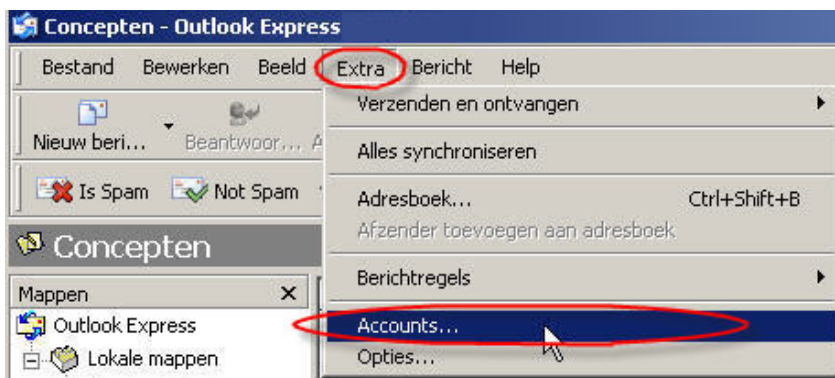 Concepten - Outlook Express
Bestand Bewerken Beeld Extra Bericht Help
Nieuw beri... Beantwoor... A
Is Spam Not Spam
Concepten
Mappen
Outlook Express
Lokale mappen
Verzenden en ontvangen
Alles synchroniseren
Adresboek... Ctrl+Shift+B
Afzender toevoegen aan adresboek
Berichtregels
Accounts...
Opties...